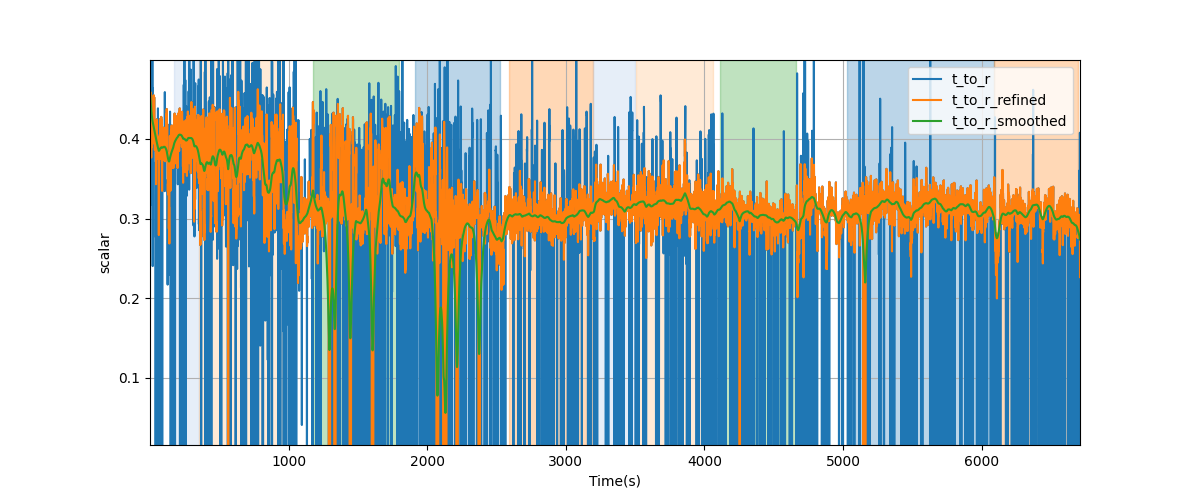 t_to_r
t_to_r_refined
t_to_r_smoothed
0.4
0.3
0.2
0.1
scalar
1000 2000 3000 4000 5000 6000
Time(s)